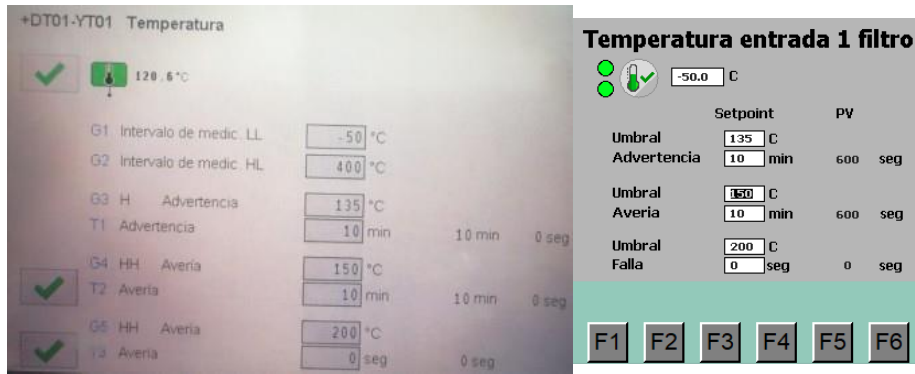 +DT01-YT01 Temperatura
120.6°C
G1 Intervalo de medic. LL -50 °C
G2 Intervalo de medic. HL 400 °C
G3 H Advertencia 135 °C
T1 Advertencia 10 min 10 min 0 seg
G4 HH Avería 150 °C
T2 Avería 10 min 10 min 0 seg
G5 HH Avería 200 °C
T3 Avería 0 seg 0 seg
Temperatura entrada 1 filtro
-50.0 C
Setpoint PV
Umbral 135 C
Advertencia 10 min 600 seg
Umbral 150 C
Averia 10 min 600 seg
Umbral 200 C
Falla 0 seg 0 seg
F1 F2 F3 F4 F5 F6